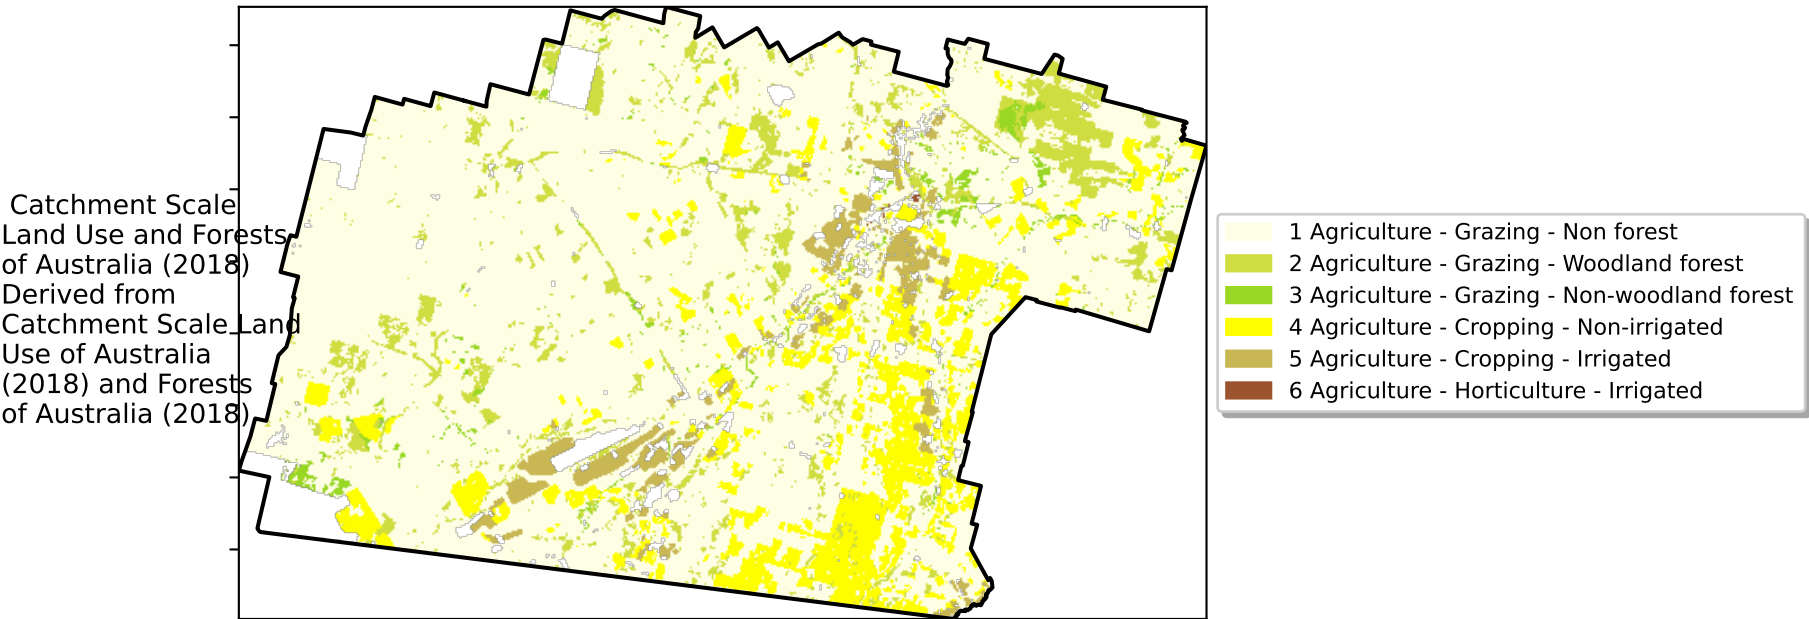 Catchment Scale
Land Use and Forests
of Australia (2018)
Derived from
Catchment Scale Land
Use of Australia
(2018) and Forests
of Australia (2018)
1 Agriculture - Grazing - Non forest
2 Agriculture - Grazing - Woodland forest
3 Agriculture - Grazing - Non-woodland forest
4 Agriculture - Cropping - Non-irrigated
5 Agriculture - Cropping - Irrigated
6 Agriculture - Horticulture - Irrigated